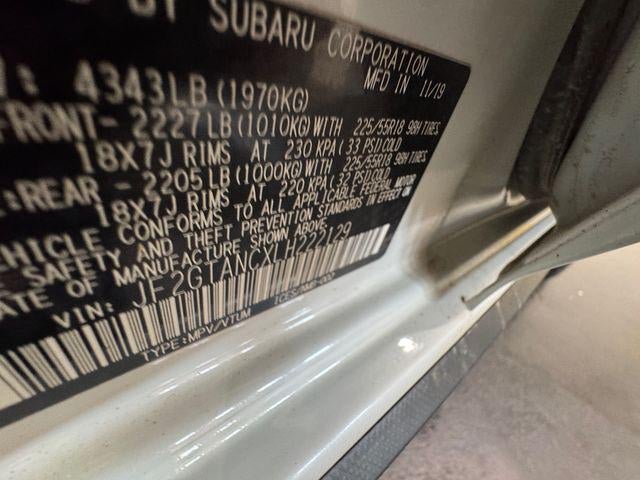 D BY SUBARU CORPORATION
MFD IN 11/19
: 4343LB (1970KG)
FRONT- 2227LB(1010KG)WITH 225/55R18 98H TIRES
18X7J RIMS AT 230 KPA( 33 PSI)COLD
:REAR - 2205LB(1000KG)WITH 225/55R18 98H TIRES
18X7J RIMS AT 220 KPA( 32 PSI)COLD
VEHICLE CONFORMS TO ALL APPLICABLE FEDERAL MOTOR
SAFETY AND THEFT PREVENTION STANDARDS IN EFFECT ON
DATE OF MANUFACTURE SHOWN ABOVE.
VIN: JF2GTANCXLH222129
TYPE:MPV/VTUM